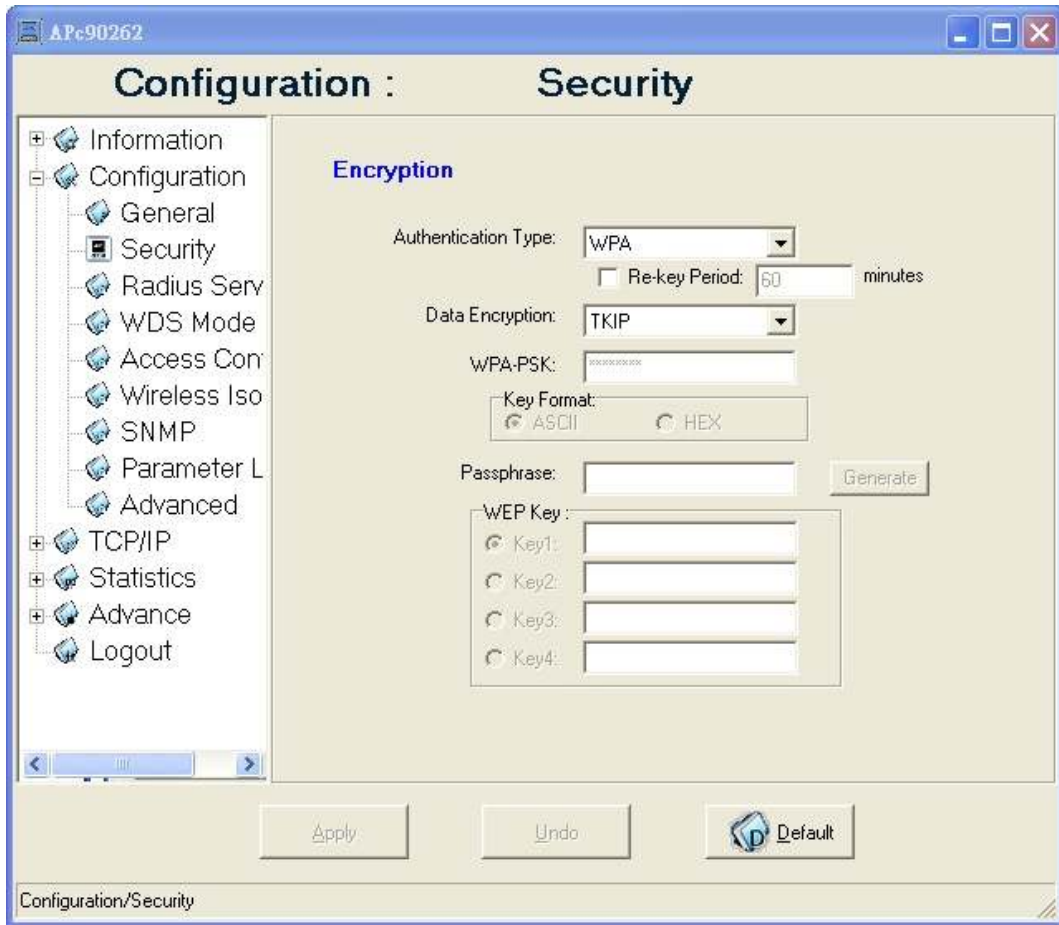 APc90262
Configuration : Security
Information
Configuration
General
Security
Radius Serv
WDS Mode
Access Con
Wireless Iso
SNMP
Parameter L
Advanced
TCP/IP
Statistics
Advance
Logout
Encryption
Authentication Type: WPA
Re-key Period: 60 minutes
Data Encryption: TKIP
WPA-PSK: ********
Key Format:
ASCII HEX
Passphrase: Generate
WEP Key :
Key1:
Key2:
Key3:
Key4:
Apply Undo Default
Configuration/Security